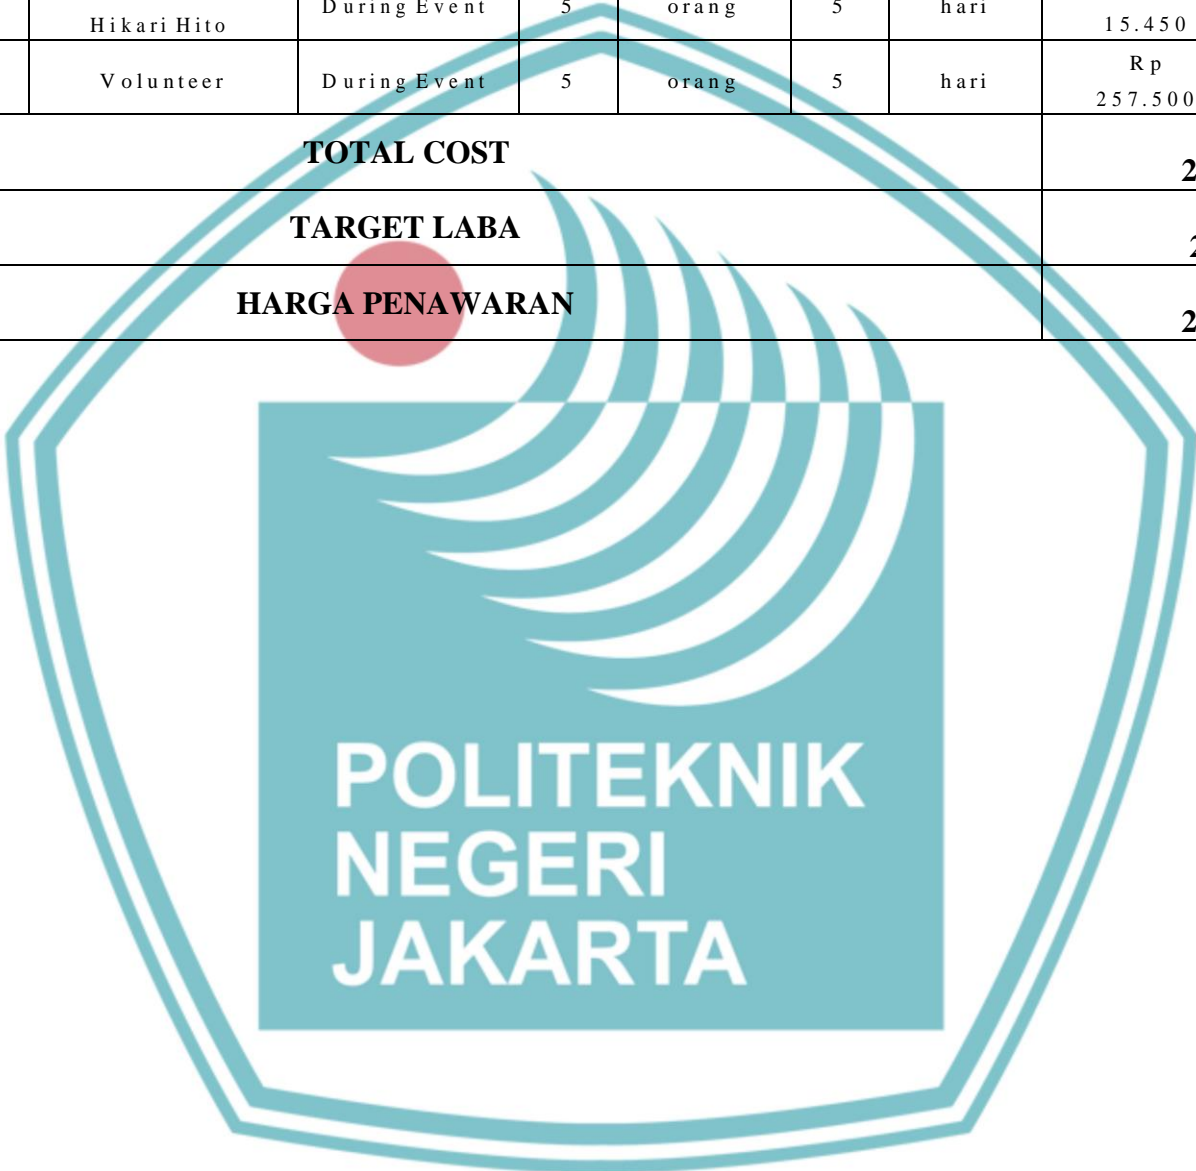 Hikari Hito During Event 5 orang 5 hari 15.450
Volunteer During Event 5 orang 5 hari Rp 257.500
TOTAL COST 2
TARGET LABA 2
HARGA PENAWARAN 2
POLITEKNIK
NEGERI
JAKARTA